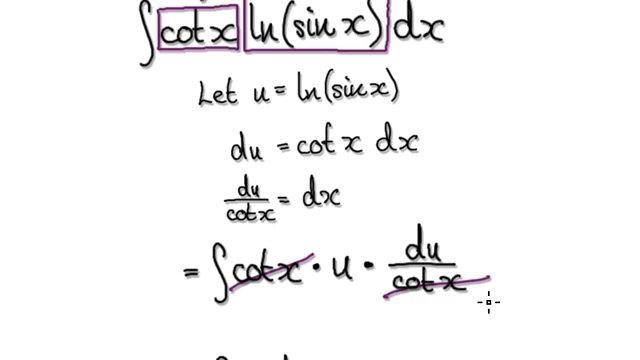 ∫ cot x ln(sin x) dx
Let u = ln(sin x)
du = cot x dx
du/cot x = dx
= ∫ cot x · u · du/cot x